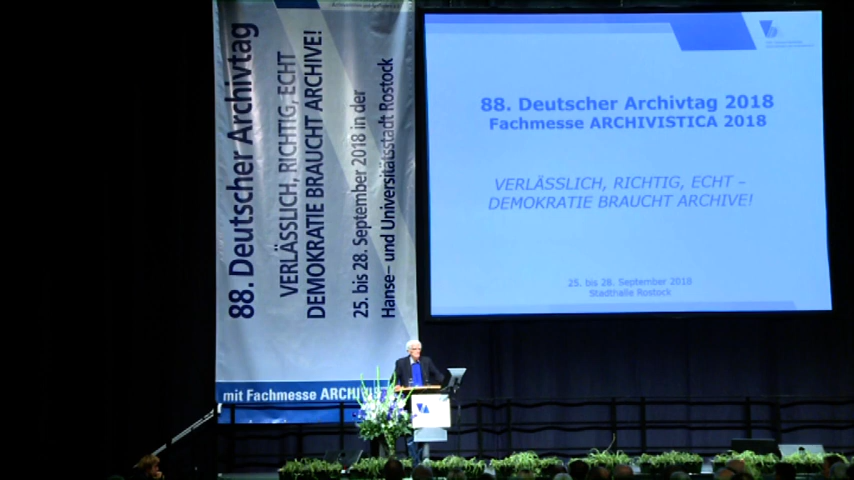 88. Deutscher Archivtag
VERLÄSSLICH, RICHTIG, ECHT
DEMOKRATIE BRAUCHT ARCHIVE!
25. bis 28. September 2018 in der
Hanse- und Universitätsstadt Rostock
mit Fachmesse
88. Deutscher Archivtag 2018
Fachmesse ARCHIVISTICA 2018
VERLÄSSLICH, RICHTIG, ECHT –
DEMOKRATIE BRAUCHT ARCHIVE!
25. bis 28. September 2018
Stadthalle Rostock